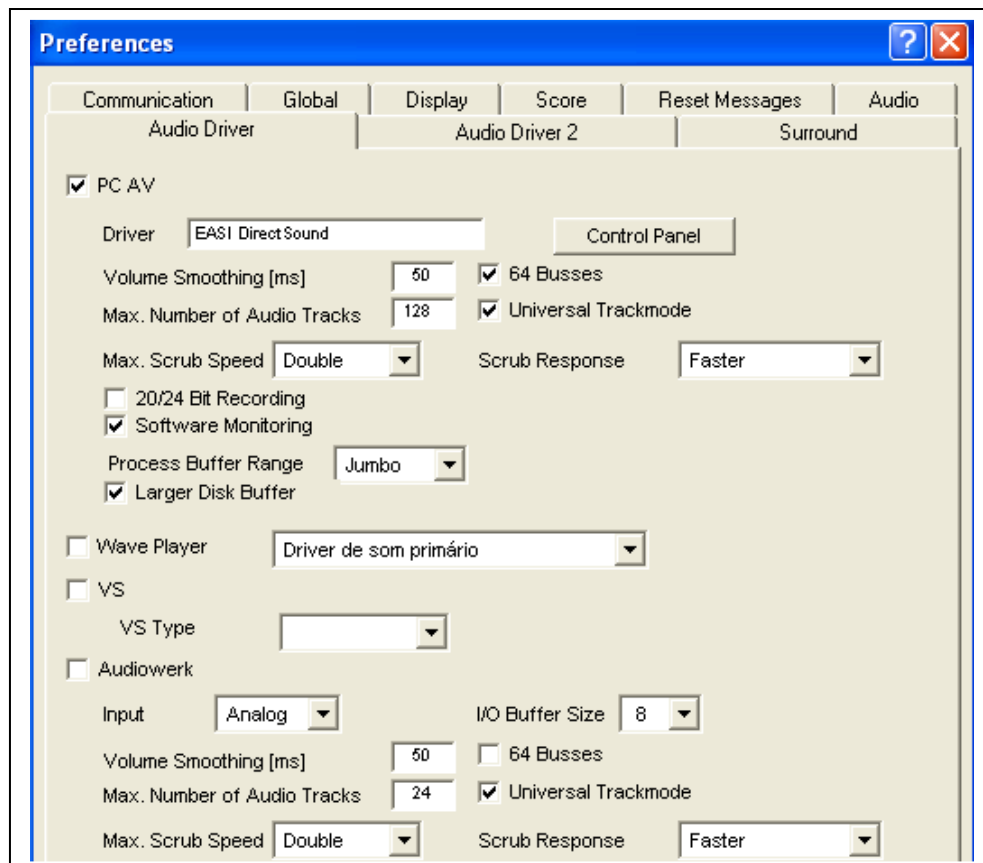 Preferences
Communication Global Display Score Reset Messages Audio
Audio Driver Audio Driver 2 Surround
PC AV
Driver EASI DirectSound Control Panel
Volume Smoothing [ms] 50 64 Busses
Max. Number of Audio Tracks 128 Universal Trackmode
Max. Scrub Speed Double Scrub Response Faster
20/24 Bit Recording
Software Monitoring
Process Buffer Range Jumbo
Larger Disk Buffer
Wave Player Driver de som primário
VS
VS Type
Audiowerk
Input Analog I/O Buffer Size 8
Volume Smoothing [ms] 50 64 Busses
Max. Number of Audio Tracks 24 Universal Trackmode
Max. Scrub Speed Double Scrub Response Faster